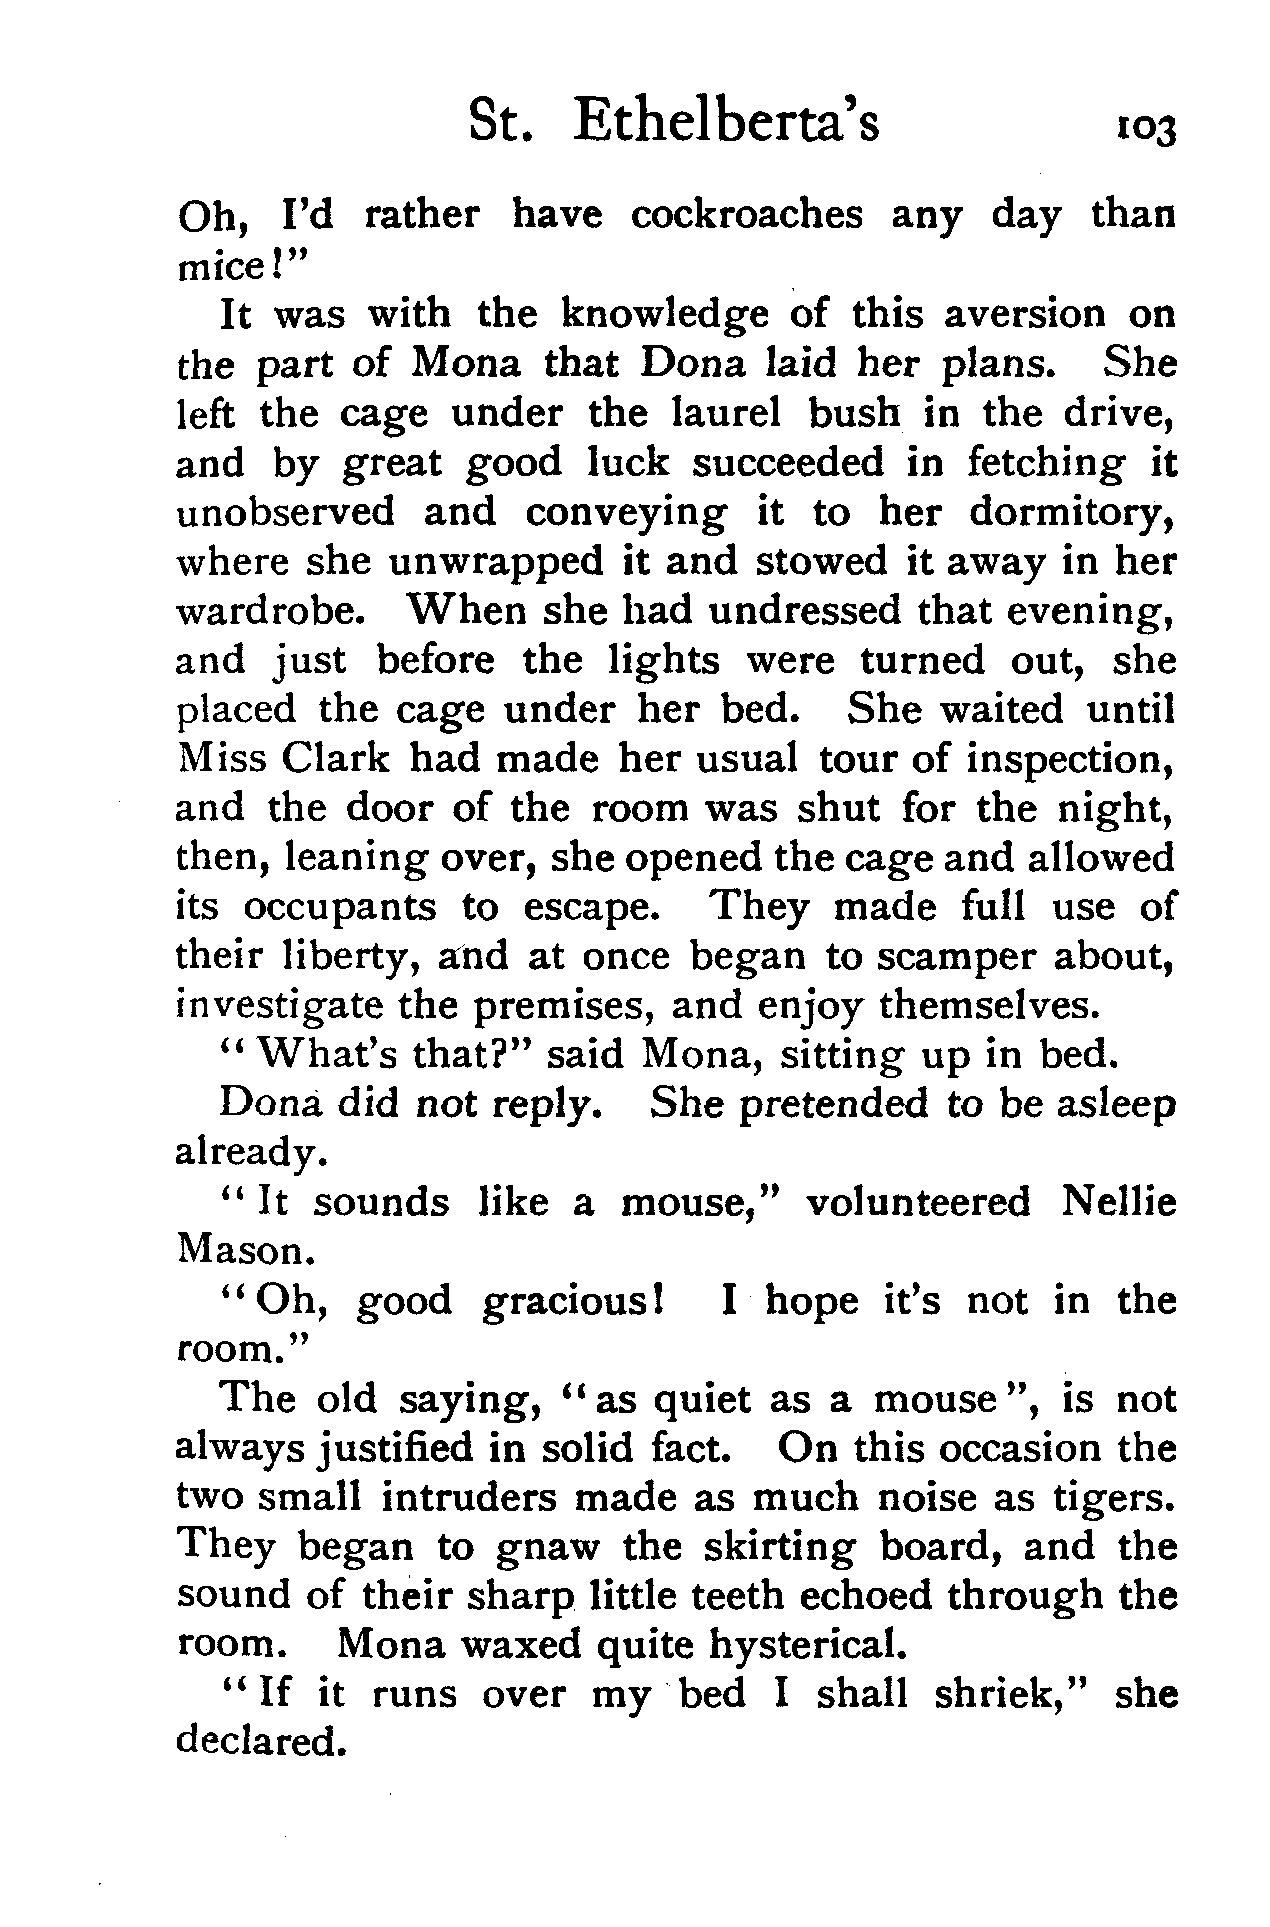 St. Ethelberta's 103
Oh, I'd rather have cockroaches any day than
mice!"
It was with the knowledge of this aversion on
the part of Mona that Dona laid her plans. She
left the cage under the laurel bush in the drive,
and by great good luck succeeded in fetching it
unobserved and conveying it to her dormitory,
where she unwrapped it and stowed it away in her
wardrobe. When she had undressed that evening,
and just before the lights were turned out, she
placed the cage under her bed. She waited until
Miss Clark had made her usual tour of inspection,
and the door of the room was shut for the night,
then, leaning over, she opened the cage and allowed
its occupants to escape. They made full use of
their liberty, and at once began to scamper about,
investigate the premises, and enjoy themselves.
"What's that?" said Mona, sitting up in bed.
Dona did not reply. She pretended to be asleep
already.
"It sounds like a mouse," volunteered Nellie
Mason.
"Oh, good gracious! I hope it's not in the
room."
The old saying, "as quiet as a mouse", is not
always justified in solid fact. On this occasion the
two small intruders made as much noise as tigers.
They began to gnaw the skirting board, and the
sound of their sharp little teeth echoed through the
room. Mona waxed quite hysterical.
"If it runs over my bed I shall shriek," she
declared.